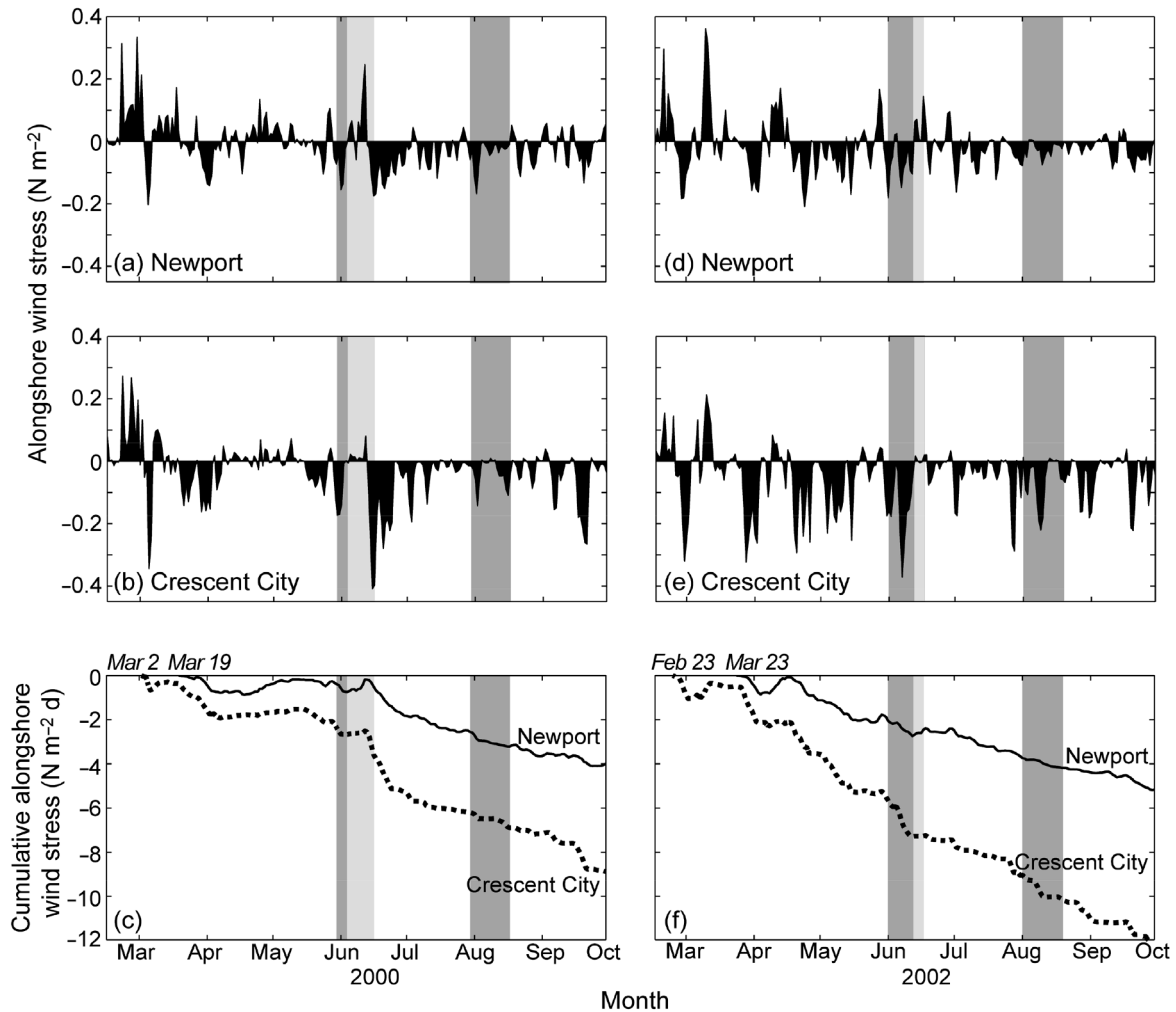 Alongshore wind stress (N m⁻²)
0.4
0.2
0
−0.2
−0.4
(a) Newport
(d) Newport
0.4
0.2
0
−0.2
−0.4
(b) Crescent City
(e) Crescent City
Cumulative alongshore
wind stress (N m⁻² d)
Mar 2 Mar 19
Feb 23 Mar 23
0
−2
−4
−6
−8
−10
−12
Newport
Crescent City
(c)
Newport
Crescent City
(f)
Mar Apr May Jun Jul Aug Sep Oct
Mar Apr May Jun Jul Aug Sep Oct
2000
2002
Month